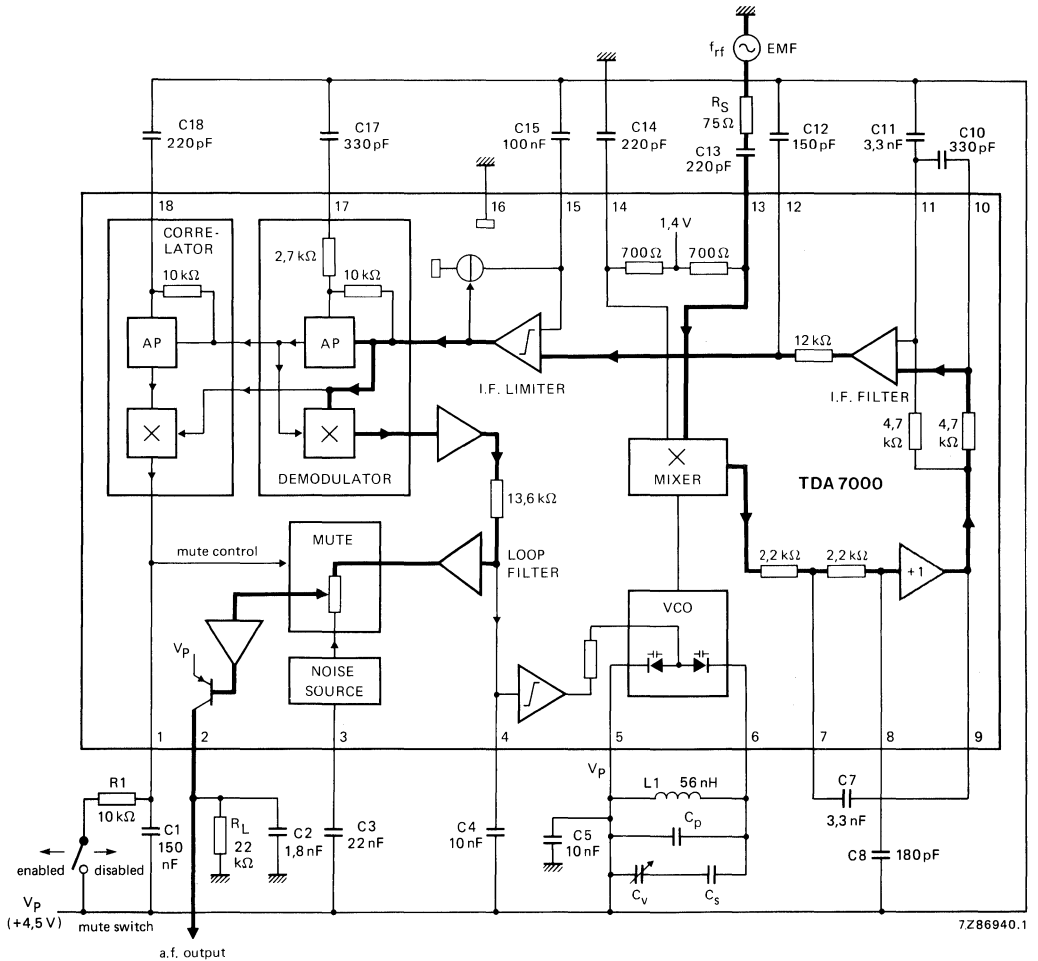 f_rf EMF
R_S
75Ω
C18
220pF
C17
330pF
C15
100nF
C14
220pF
C13
220pF
C12
150pF
C11
3,3nF
C10
330pF
18
17
16
15
14
13
12
11
10
CORRE-
LATOR
10kΩ
2,7kΩ
10kΩ
1,4V
700Ω
700Ω
AP
AP
I.F. LIMITER
12kΩ
I.F. FILTER
4,7
kΩ
4,7
kΩ
DEMODULATOR
MIXER
TDA7000
13,6kΩ
MUTE
mute control
LOOP
FILTER
2,2kΩ
2,2kΩ
+1
VCO
V_P
NOISE
SOURCE
1
2
3
4
5
6
7
8
9
V_P
R1
10kΩ
C1
150
nF
R_L
22
kΩ
C2
1,8nF
C3
22nF
C4
10nF
C5
10nF
L1 56nH
C_p
C_v
C_s
C7
3,3nF
C8
180pF
enabled
disabled
V_P
(+4,5V)
mute switch
a.f. output
7Z86940.1